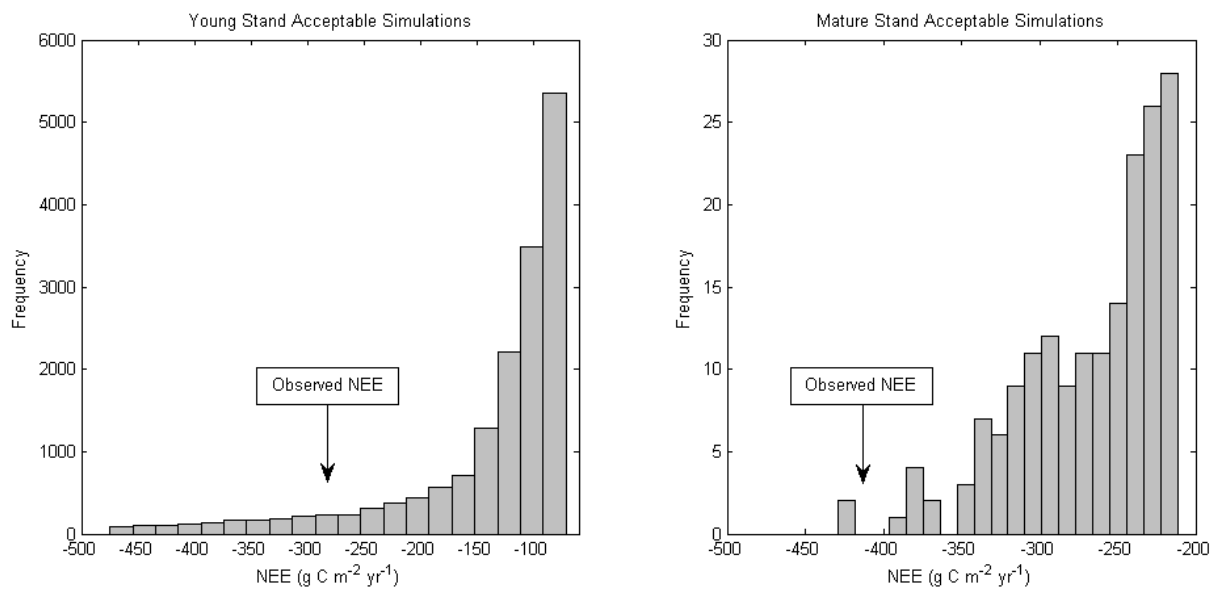 Young Stand Acceptable Simulations
6000
5000
4000
3000
2000
1000
0
Frequency
Observed NEE
-500 -450 -400 -350 -300 -250 -200 -150 -100
NEE (g C m-2 yr-1)
Mature Stand Acceptable Simulations
30
25
20
15
10
5
0
Frequency
Observed NEE
-500 -450 -400 -350 -300 -250 -200
NEE (g C m-2 yr-1)